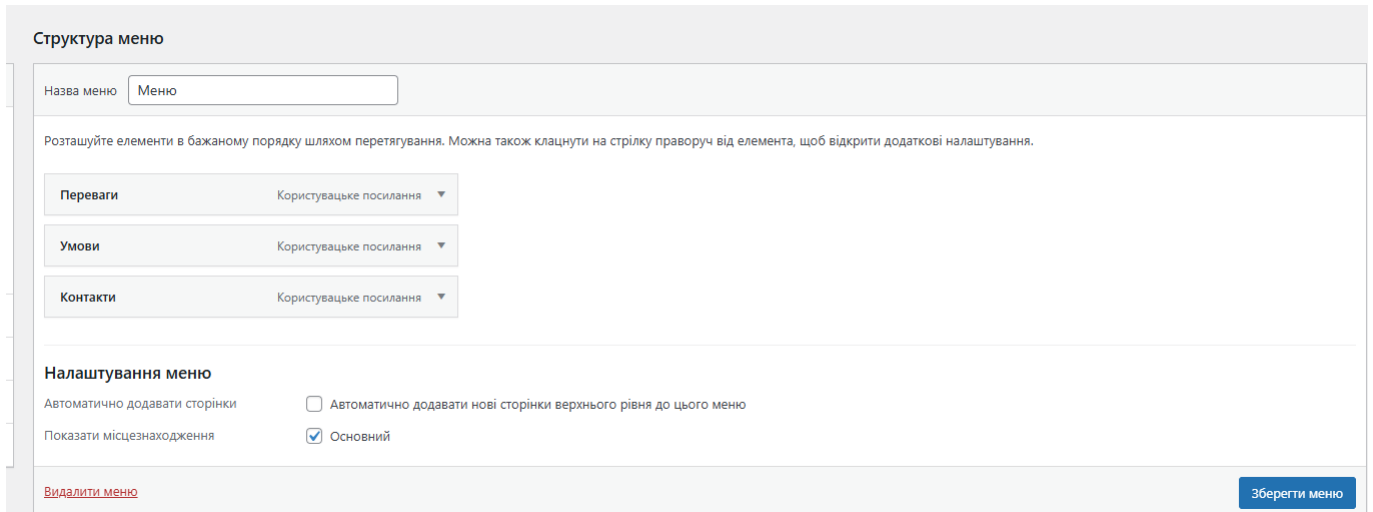 Структура меню
Назва меню Меню
Розташуйте елементи в бажаному порядку шляхом перетягування. Можна також клацнути на стрілку праворуч від елемента, щоб відкрити додаткові налаштування.
Переваги Користувацьке посилання
Умови Користувацьке посилання
Контакти Користувацьке посилання
Налаштування меню
Автоматично додавати сторінки Автоматично додавати нові сторінки верхнього рівня до цього меню
Показати місцезнаходження Основний
Видалити меню Зберегти меню